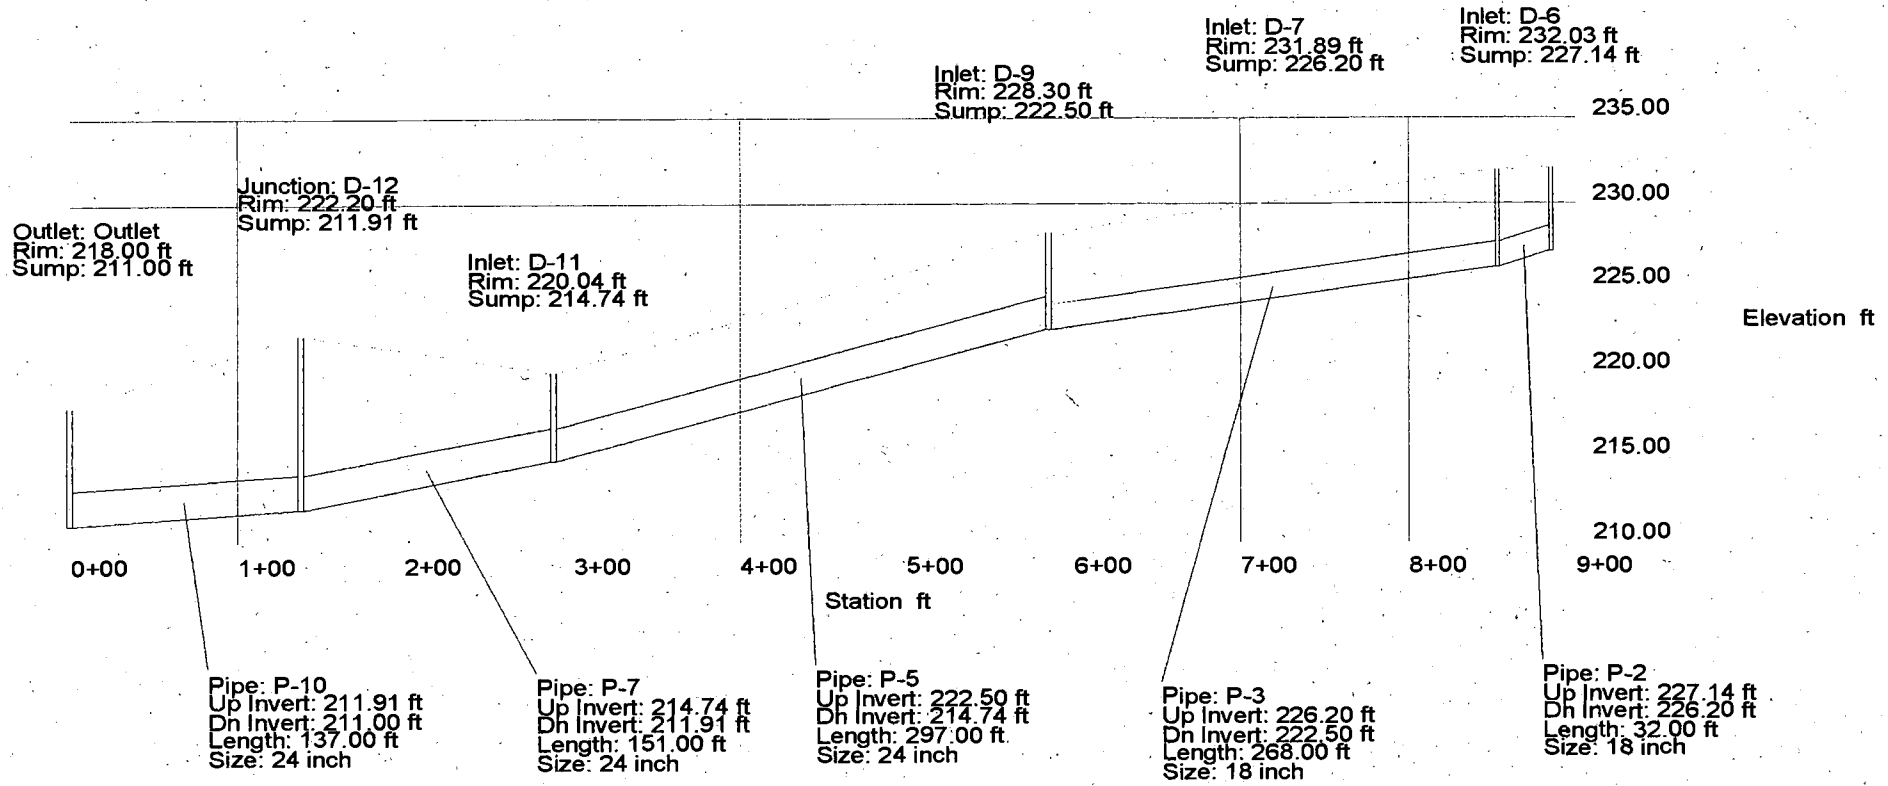 Inlet: D-6
Rim: 232.03 ft
Sump: 227.14 ft
Inlet: D-7
Rim: 231.89 ft
Sump: 226.20 ft
Inlet: D-9
Rim: 228.30 ft
Sump: 222.50 ft
Junction: D-12
Rim: 222.20 ft
Sump: 211.91 ft
Outlet: Outlet
Rim: 218.00 ft
Sump: 211.00 ft
Inlet: D-11
Rim: 220.04 ft
Sump: 214.74 ft
235.00
230.00
225.00
Elevation ft
220.00
215.00
210.00
0+00 1+00 2+00 3+00 4+00 5+00 6+00 7+00 8+00 9+00
Station ft
Pipe: P-10
Up Invert: 211.91 ft
Dn Invert: 211.00 ft
Length: 137.00 ft
Size: 24 inch
Pipe: P-7
Up Invert: 214.74 ft
Dn Invert: 211.91 ft
Length: 151.00 ft
Size: 24 inch
Pipe: P-5
Up Invert: 222.50 ft
Dn Invert: 214.74 ft
Length: 297.00 ft
Size: 24 inch
Pipe: P-3
Up Invert: 226.20 ft
Dn Invert: 222.50 ft
Length: 268.00 ft
Size: 18 inch
Pipe: P-2
Up Invert: 227.14 ft
Dn Invert: 226.20 ft
Length: 32.00 ft
Size: 18 inch